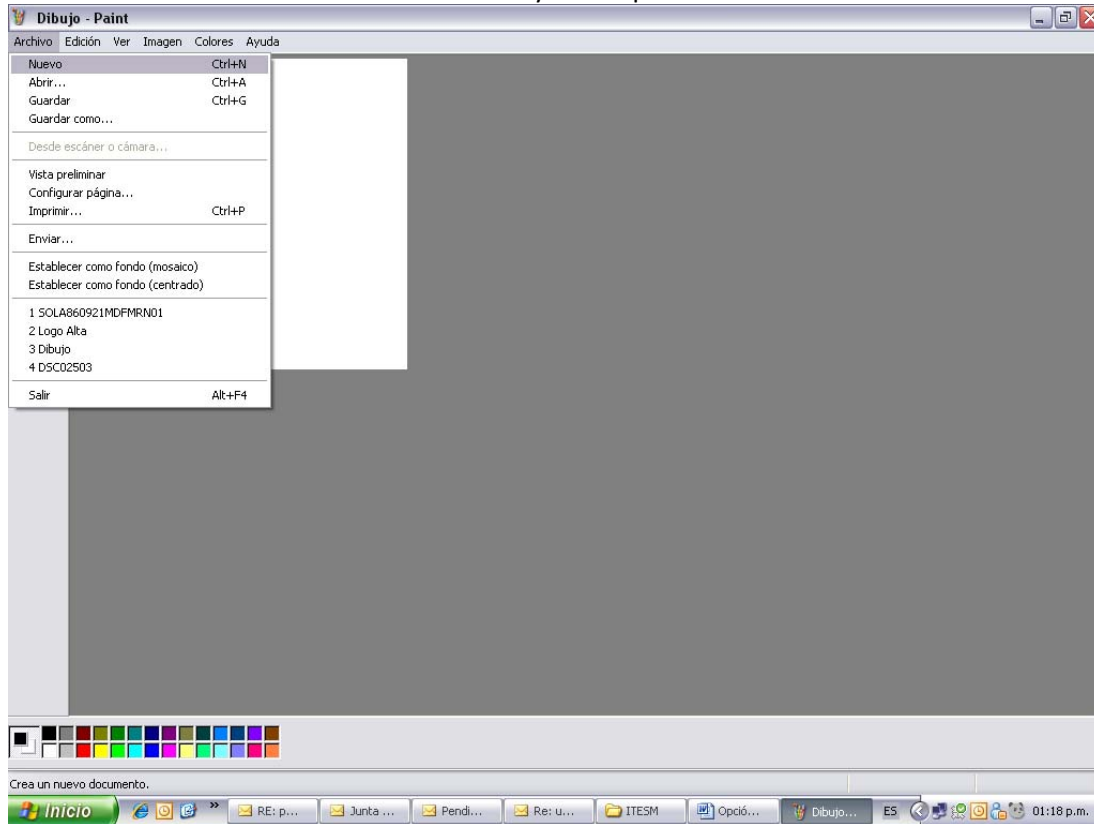 Dibujo - Paint
Archivo Edición Ver Imagen Colores Ayuda
Nuevo Ctrl+N
Abrir... Ctrl+A
Guardar Ctrl+G
Guardar como...
Desde escáner o cámara...
Vista preliminar
Configurar página...
Imprimir... Ctrl+P
Enviar...
Establecer como fondo (mosaico)
Establecer como fondo (centrado)
1 SOLA860921MDFMRN01
2 Logo Alta
3 Dibujo
4 DSC02503
Salir Alt+F4
Crea un nuevo documento.
Inicio » RE: p... Junta ... Pendi... Re: u... ITESM Opció... Dibujo... ES 01:18 p.m.